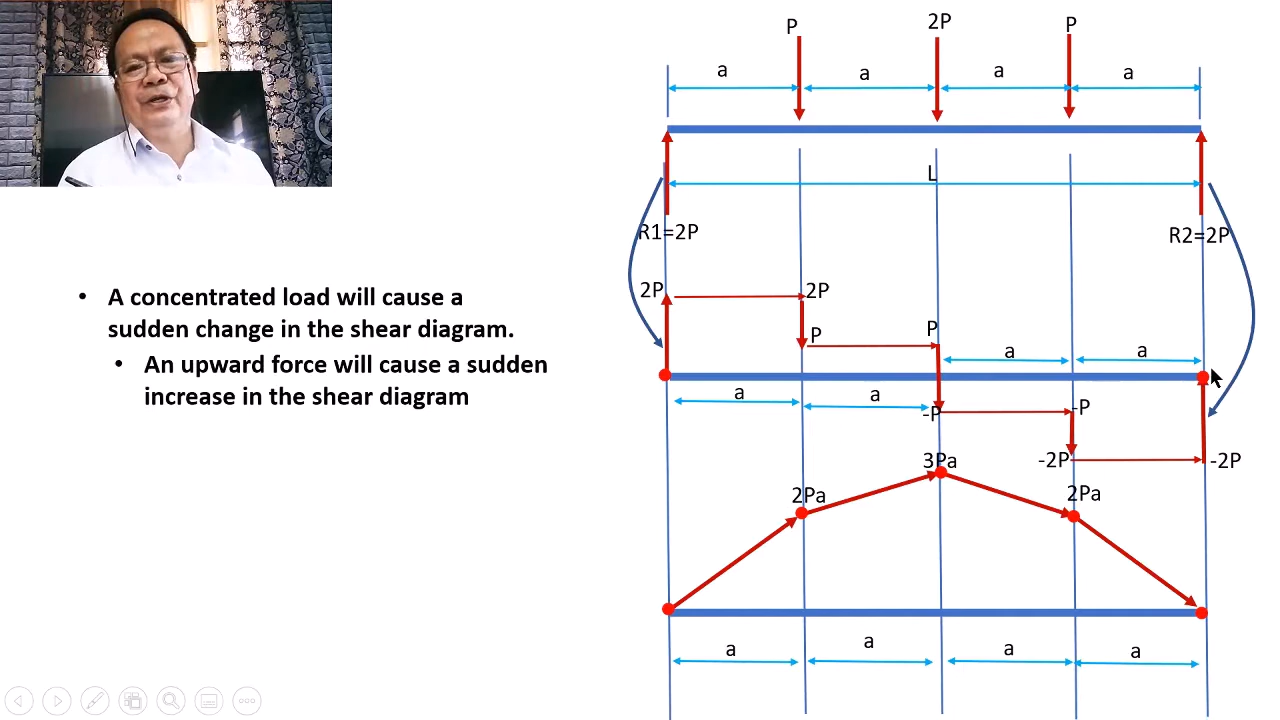 P
2P
P
a
a
a
a
L
R1=2P
R2=2P
• A concentrated load will cause a
sudden change in the shear diagram.
• An upward force will cause a sudden
increase in the shear diagram
2P
2P
P
P
a
a
a
a
-P
-P
-2P
-2P
3Pa
2Pa
2Pa
a
a
a
a